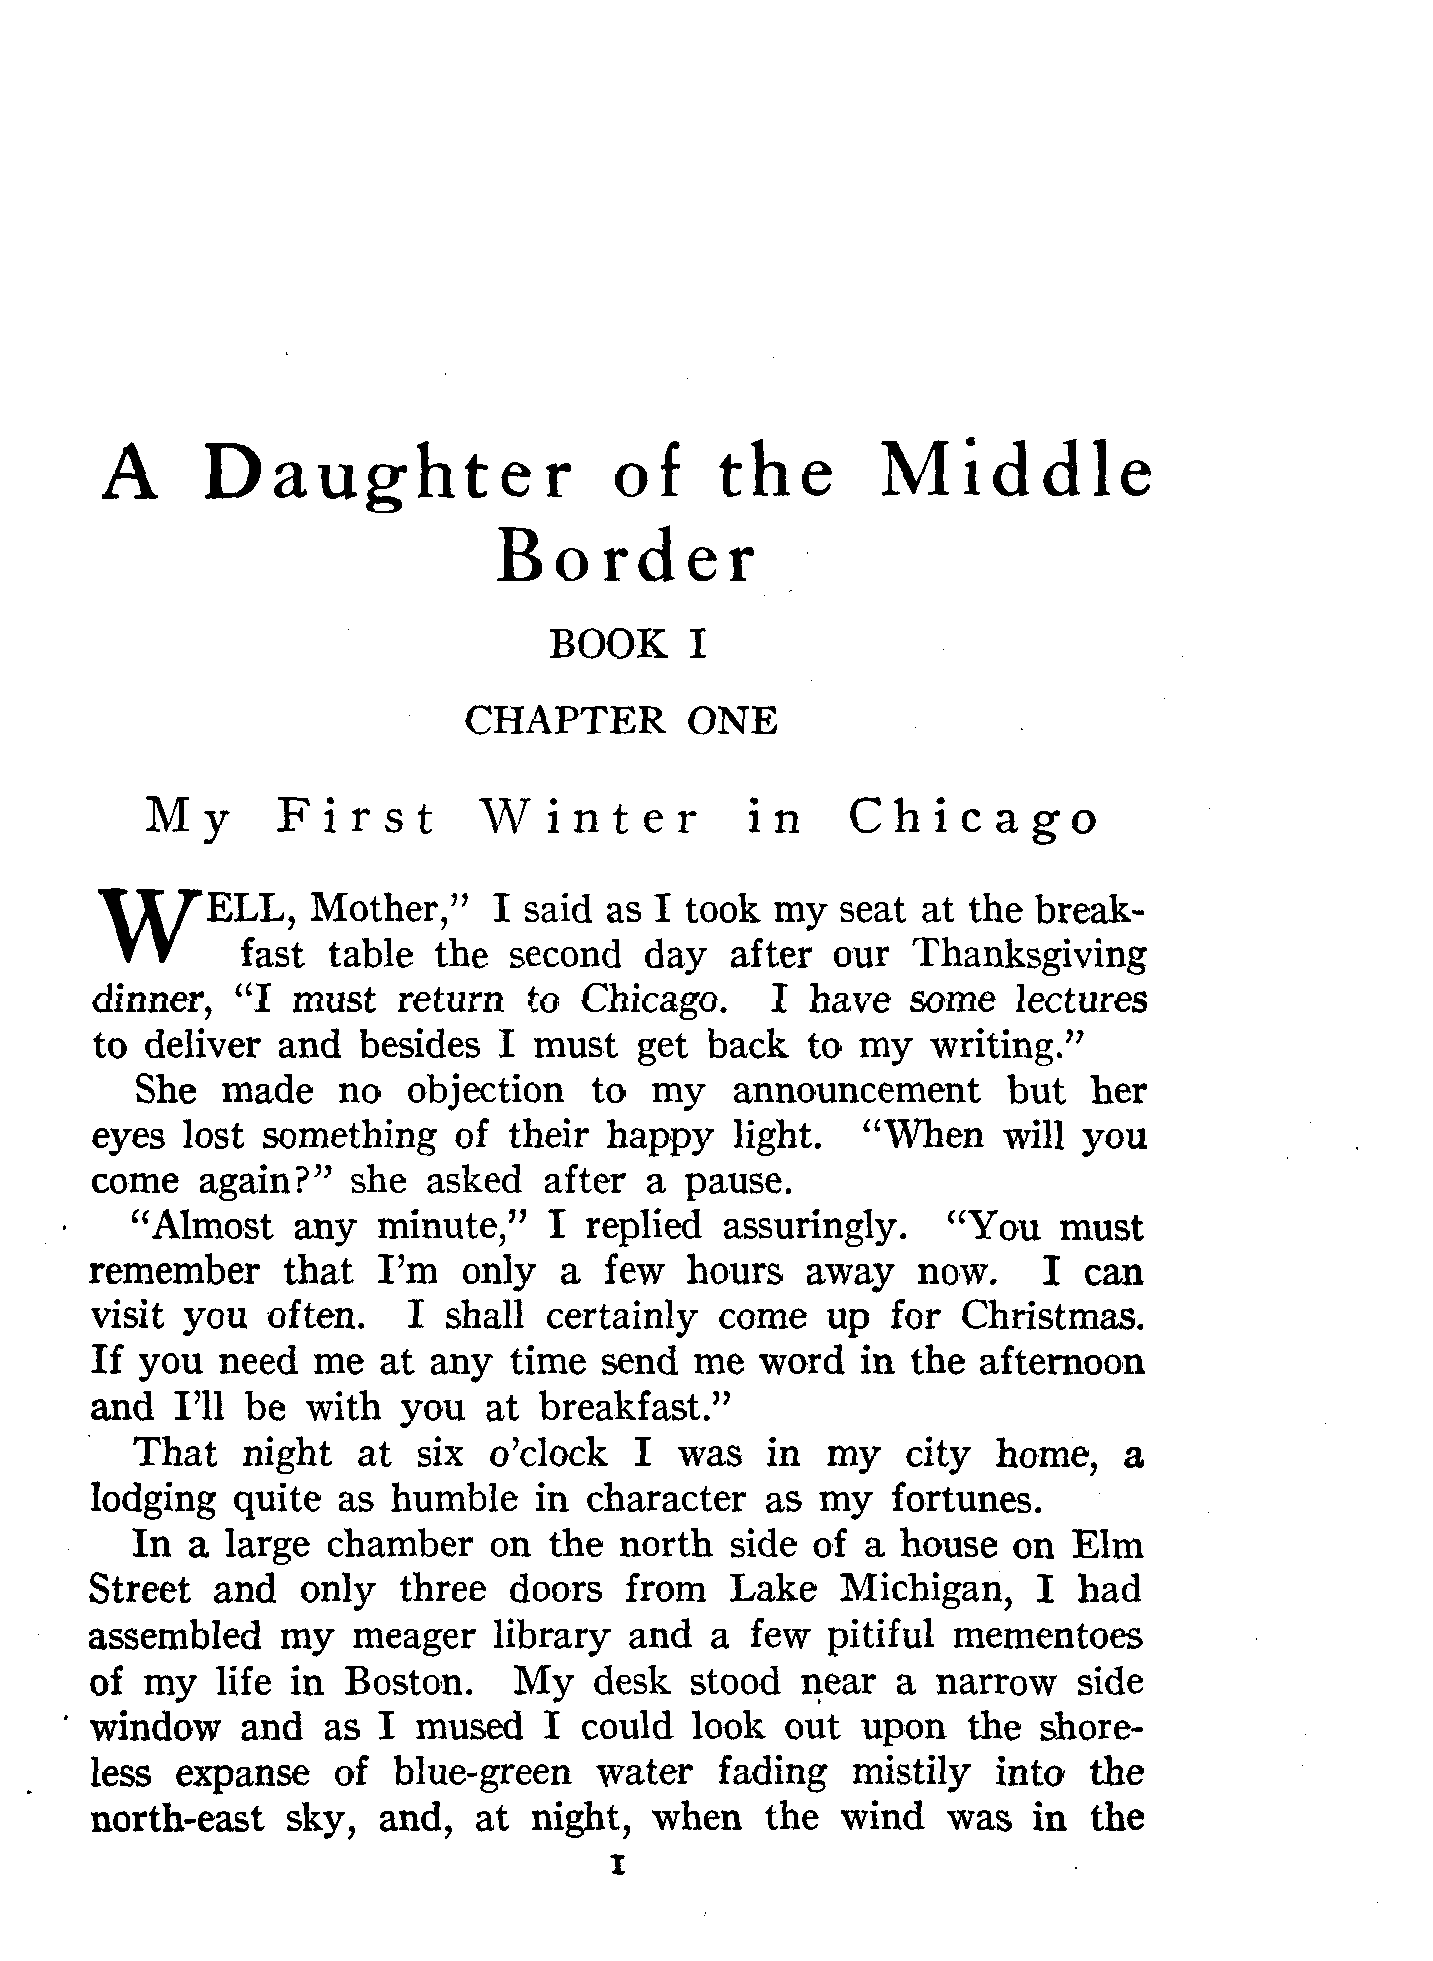 A Daughter of the Middle
Border
BOOK I
CHAPTER ONE
My First Winter in Chicago
WELL, Mother,” I said as I took my seat at the break-
fast table the second day after our Thanksgiving
dinner, “I must return to Chicago. I have some lectures
to deliver and besides I must get back to my writing.”
She made no objection to my announcement but her
eyes lost something of their happy light. “When will you
come again?” she asked after a pause.
“Almost any minute,” I replied assuringly. “You must
remember that I’m only a few hours away now. I can
visit you often. I shall certainly come up for Christmas.
If you need me at any time send me word in the afternoon
and I’ll be with you at breakfast.”
That night at six o’clock I was in my city home, a
lodging quite as humble in character as my fortunes.
In a large chamber on the north side of a house on Elm
Street and only three doors from Lake Michigan, I had
assembled my meager library and a few pitiful mementoes
of my life in Boston. My desk stood near a narrow side
window and as I mused I could look out upon the shore-
less expanse of blue-green water fading mistily into the
north-east sky, and, at night, when the wind was in the
1